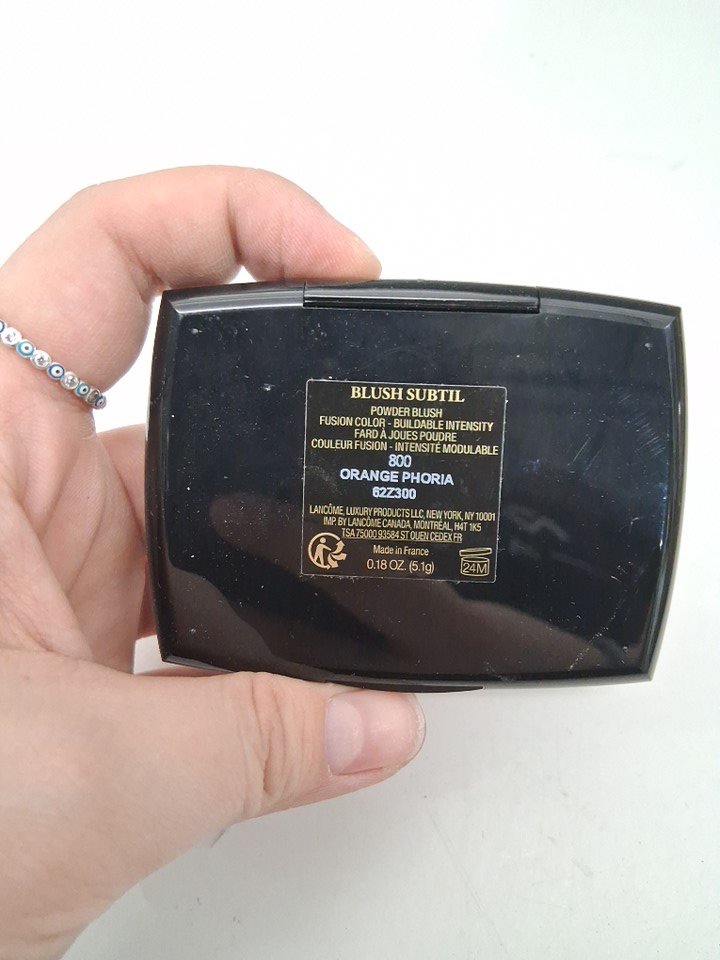 BLUSH SUBTIL
POWDER BLUSH
FUSION COLOR - BUILDABLE INTENSITY
FARD À JOUES POUDRE
COULEUR FUSION - INTENSITÉ MODULABLE
800
ORANGE PHORIA
62Z300
LANCÔME, LUXURY PRODUCTS LLC, NEW YORK, NY 10001
IMP. BY LANCÔME CANADA, MONTRÉAL, H4T 1K5
TSA 75000 93584 ST OUEN CEDEX FR
Made in France
0.18 OZ. (5.1g)
24M